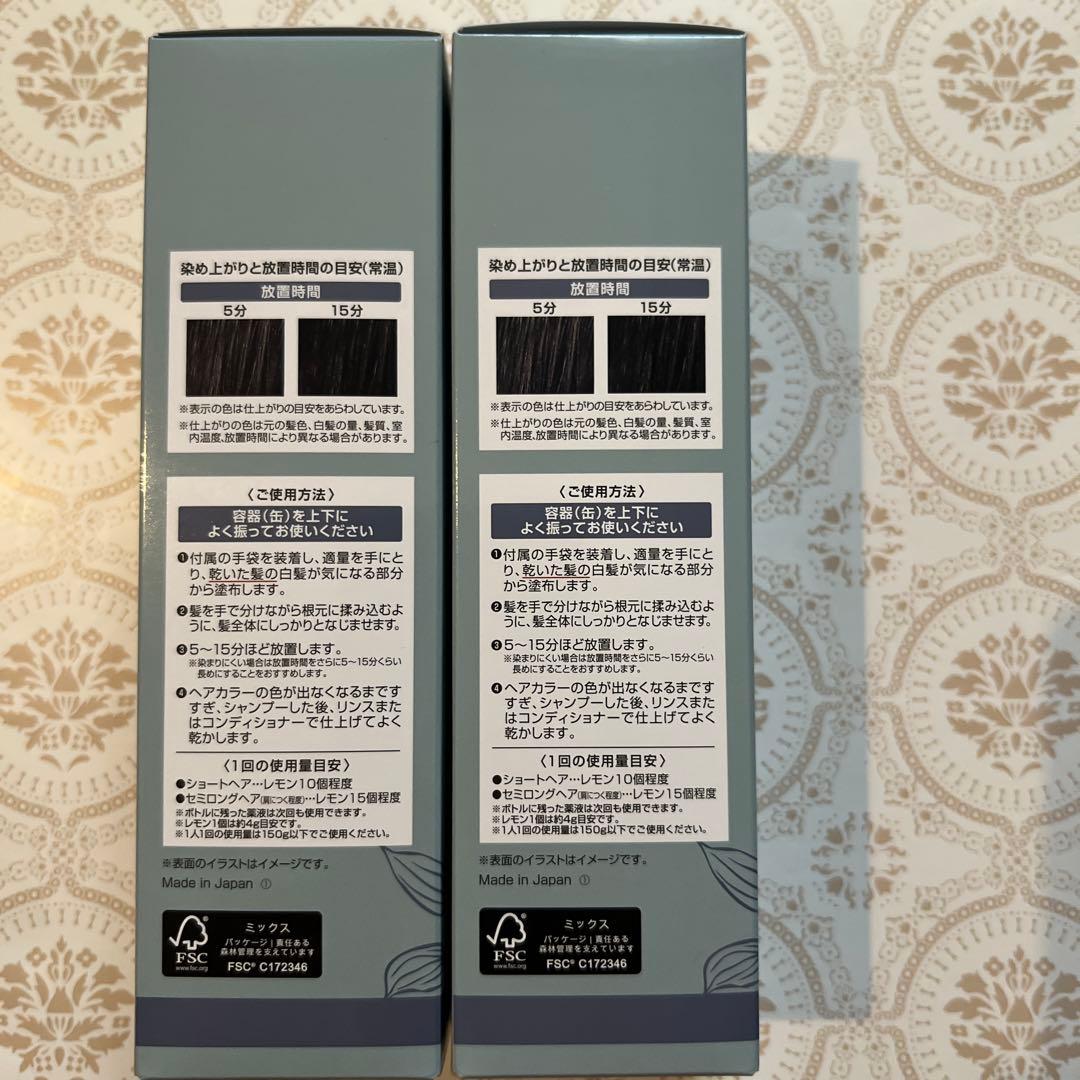 染め上がりと放置時間の目安(常温)
放置時間
5分 15分
※表示の色は仕上がりの目安をあらわしています。
※仕上がりの色は元の髪色、白髪の量、髪質、室
内温度、放置時間により異なる場合があります。
〈ご使用方法〉
容器(缶)を上下に
よく振ってお使いください
❶付属の手袋を装着し、適量を手にと
り、乾いた髪の白髪が気になる部分
から塗布します。
❷髪を手で分けながら根元に揉み込むよ
うに、髪全体にしっかりとなじませます。
❸5〜15分ほど放置します。
※染まりにくい場合は放置時間をさらに5〜15分くらい
長めにすることをおすすめします。
❹ヘアカラーの色が出なくなるまです
すぎ、シャンプーした後、リンスまた
はコンディショナーで仕上げてよく
乾かします。
〈1回の使用量目安〉
●ショートヘア…レモン10個程度
●セミロングヘア(肩につく程度)…レモン15個程度
※ボトルに残った薬液は次回も使用できます。
※レモン1個は約4g目安です。
※1人1回の使用量は150g以下でご使用ください。
※表面のイラストはイメージです。
Made in Japan ①
FSC
www.fsc.org
ミックス
パッケージ|責任ある
森林管理を支えています
FSC® C172346
染め上がりと放置時間の目安(常温)
放置時間
5分 15分
※表示の色は仕上がりの目安をあらわしています。
※仕上がりの色は元の髪色、白髪の量、髪質、室
内温度、放置時間により異なる場合があります。
〈ご使用方法〉
容器(缶)を上下に
よく振ってお使いください
❶付属の手袋を装着し、適量を手にと
り、乾いた髪の白髪が気になる部分
から塗布します。
❷髪を手で分けながら根元に揉み込むよ
うに、髪全体にしっかりとなじませます。
❸5〜15分ほど放置します。
※染まりにくい場合は放置時間をさらに5〜15分くらい
長めにすることをおすすめします。
❹ヘアカラーの色が出なくなるまです
すぎ、シャンプーした後、リンスまた
はコンディショナーで仕上げてよく
乾かします。
〈1回の使用量目安〉
●ショートヘア…レモン10個程度
●セミロングヘア(肩につく程度)…レモン15個程度
※ボトルに残った薬液は次回も使用できます。
※レモン1個は約4g目安です。
※1人1回の使用量は150g以下でご使用ください。
※表面のイラストはイメージです。
Made in Japan ①
FSC
www.fsc.org
ミックス
パッケージ|責任ある
森林管理を支えています
FSC® C172346